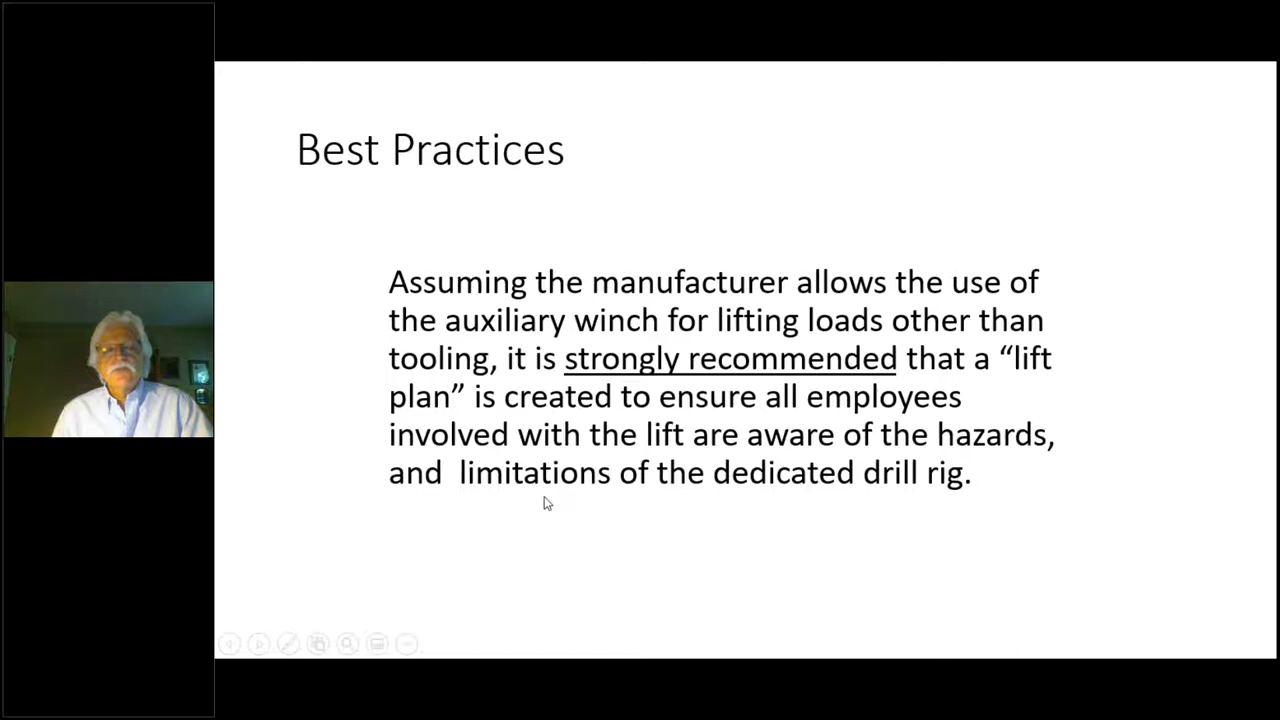 Best Practices
Assuming the manufacturer allows the use of
the auxiliary winch for lifting loads other than
tooling, it is strongly recommended that a “lift
plan” is created to ensure all employees
involved with the lift are aware of the hazards,
and  limitations of the dedicated drill rig.